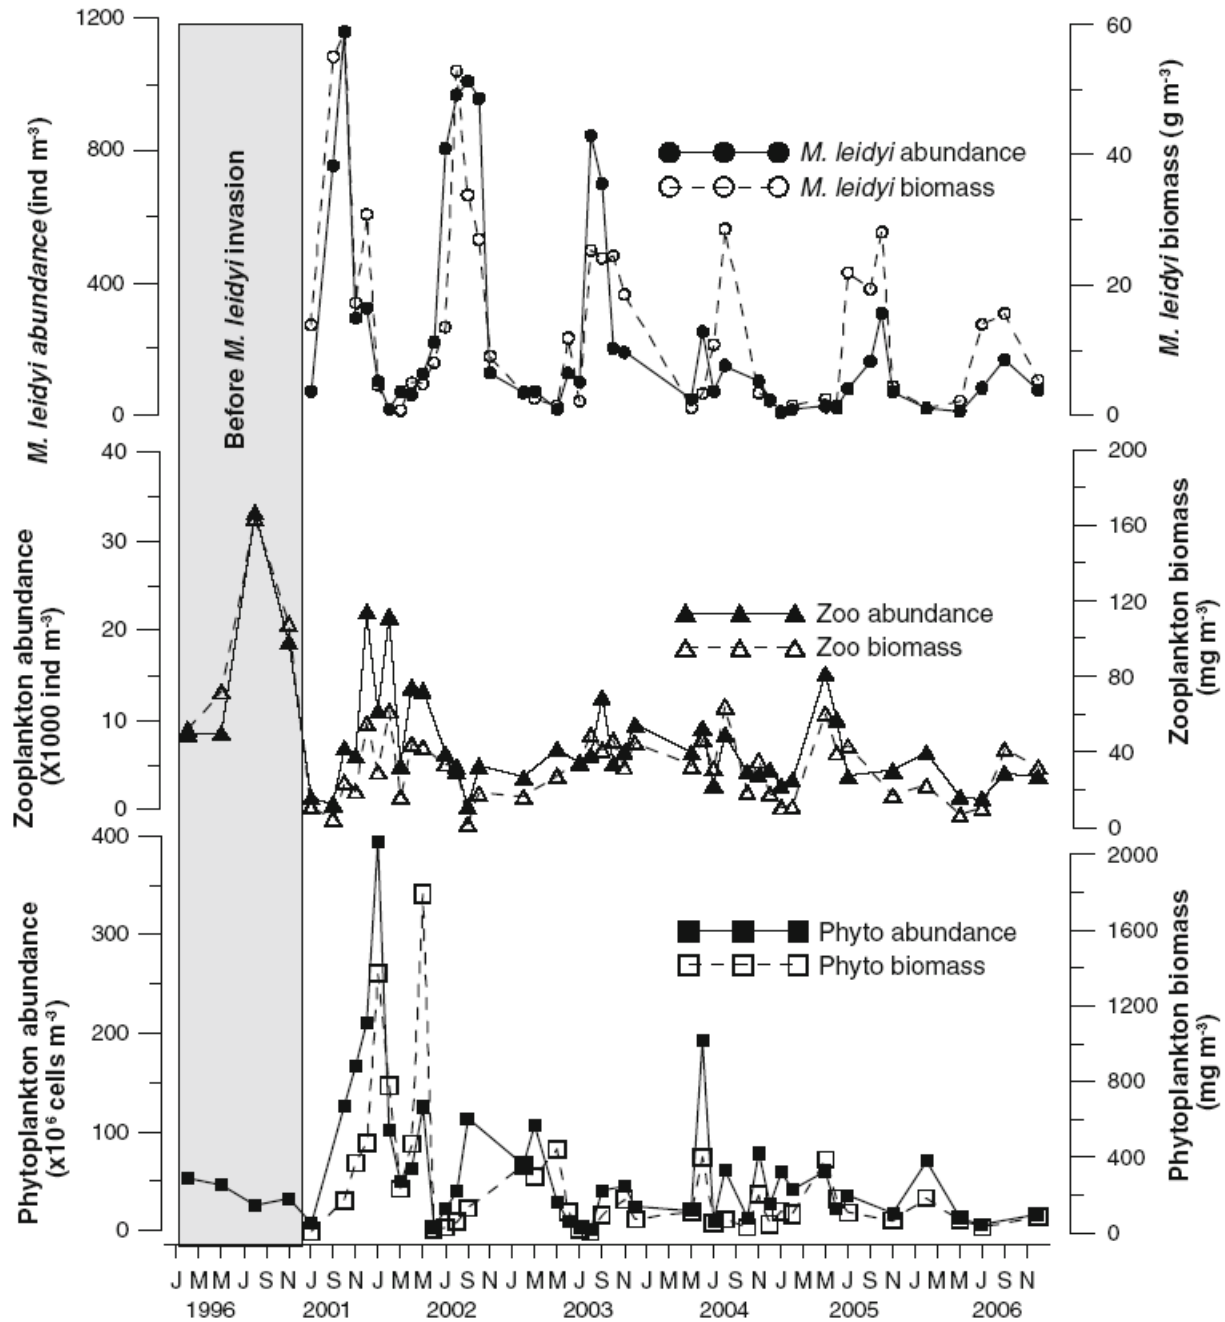 1200
800
400
0
M. leidyi abundance (ind m⁻³)
Before M. leidyi invasion
M. leidyi abundance
M. leidyi biomass
60
40
20
0
M. leidyi biomass (g m⁻³)
40
30
20
10
0
Zooplankton abundance
(X1000 ind m⁻³)
Zoo abundance
Zoo biomass
200
160
120
80
40
0
Zooplankton biomass
(mg m⁻³)
400
300
200
100
0
Phytoplankton abundance
(x10⁶ cells m⁻³)
Phyto abundance
Phyto biomass
2000
1600
1200
800
400
0
Phytoplankton biomass
(mg m⁻³)
J M M J S N J S N J M M J S N J M M J S N J M M J S N J M M J S N J M M J S N
1996 2001 2002 2003 2004 2005 2006